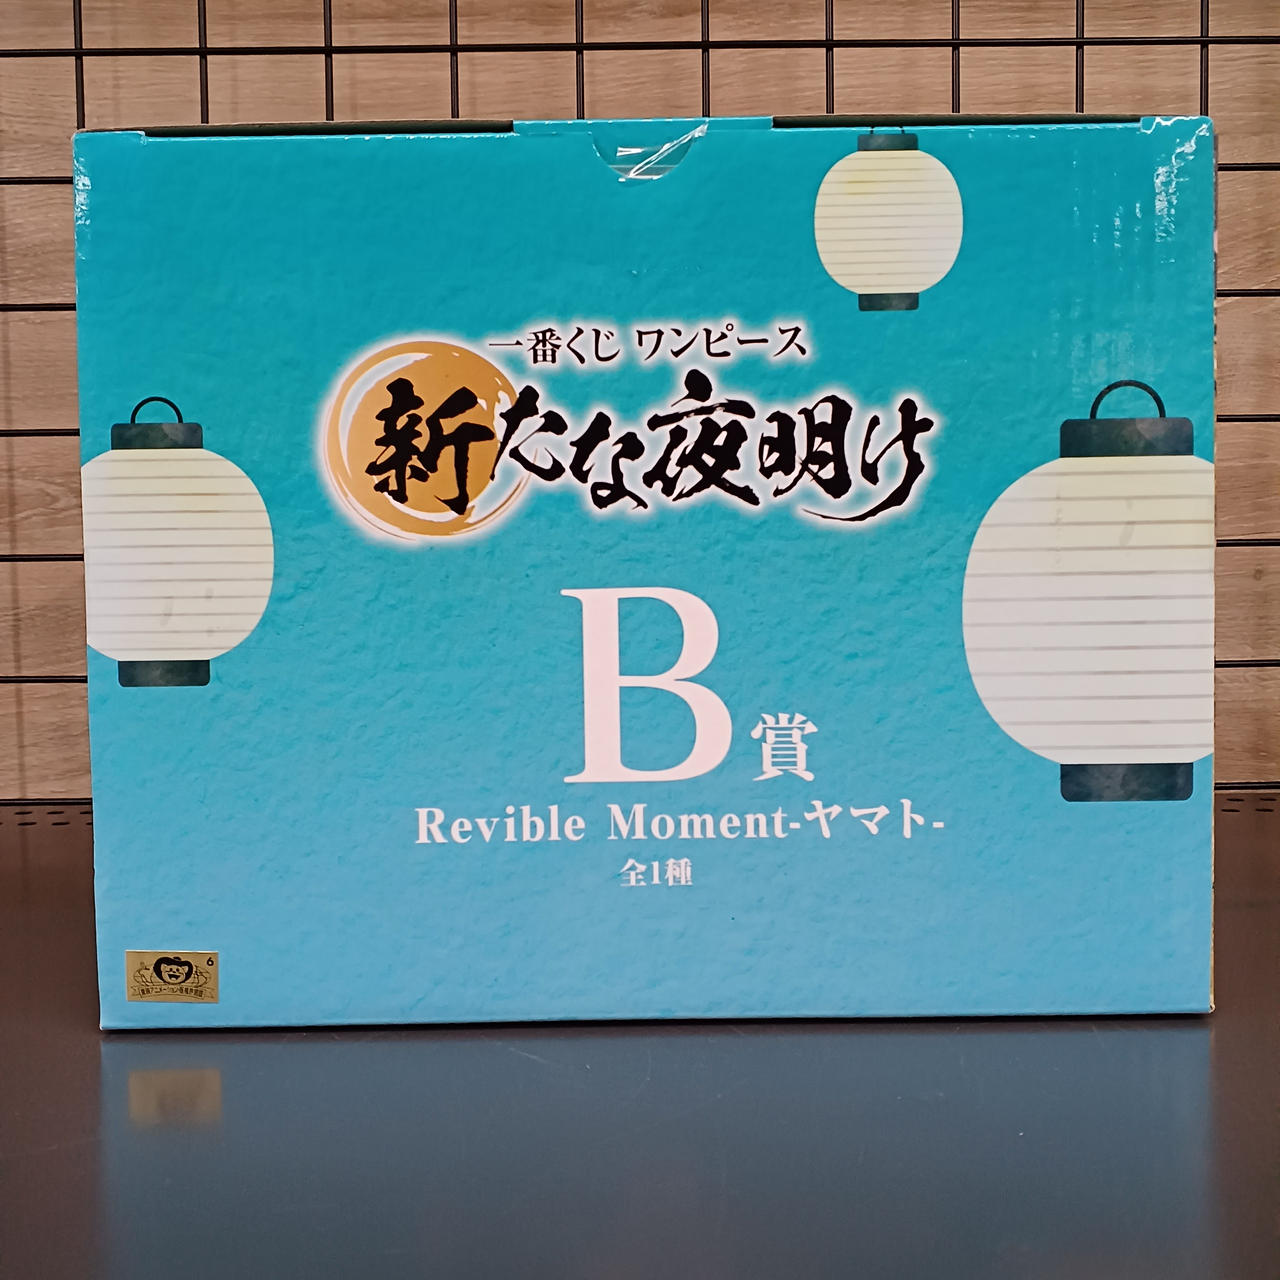 一番くじ ワンピース
新たな夜明け
B賞
Revible Moment-ヤマト-
全1種
6